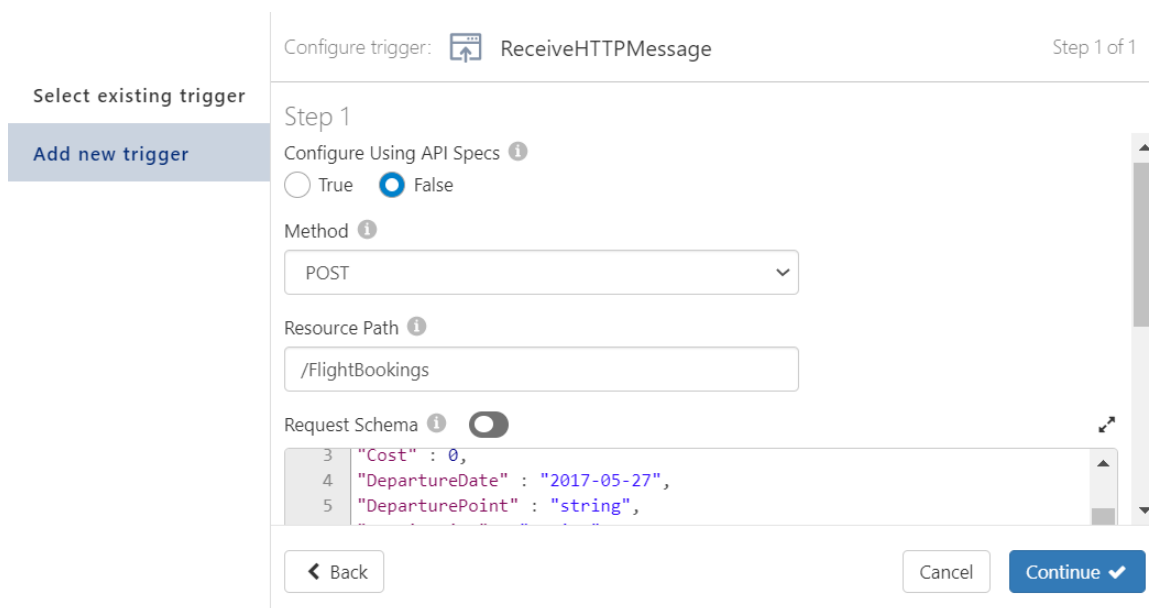 Configure trigger: ReceiveHTTPMessage Step 1 of 1
Select existing trigger
Add new trigger
Step 1
Configure Using API Specs
True False
Method
POST
Resource Path
/FlightBookings
Request Schema
3 "Cost" : 0,
4 "DepartureDate" : "2017-05-27",
5 "DeparturePoint" : "string",
Back Cancel Continue